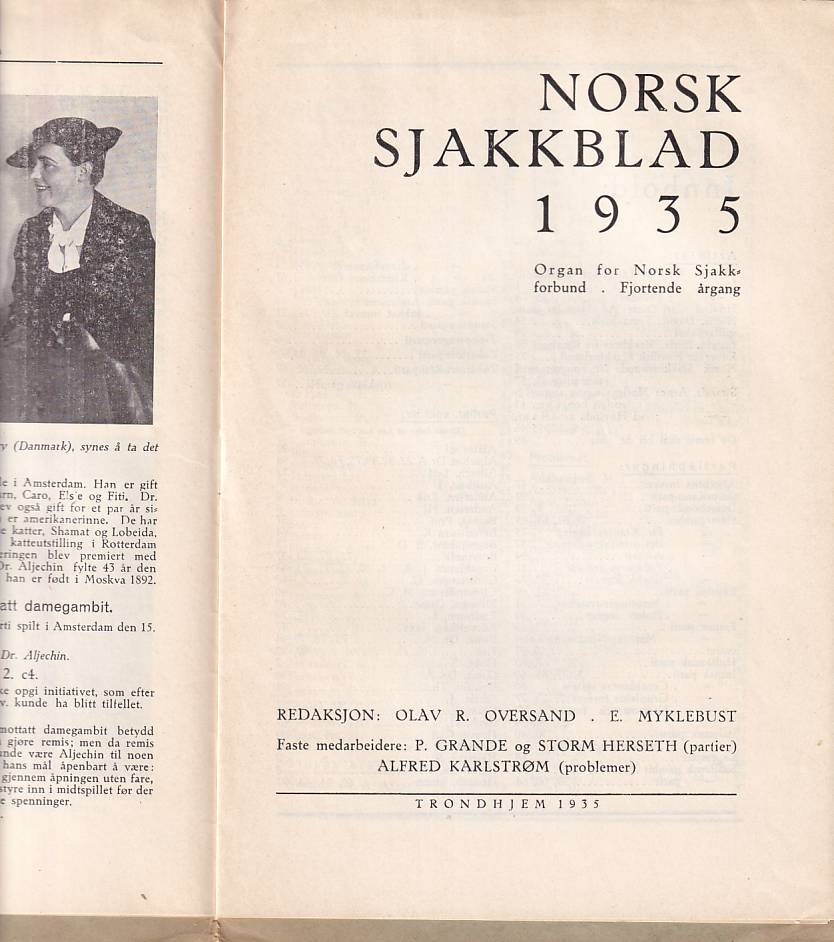 (Danmark), synes å ta det
i Amsterdam. Han er gift
Caro, Else og Fiti. Dr.
også gift for et par år si-
er amerikanerinne. De har
katter, Shamat og Lobeida,
katteutstilling i Rotterdam
blev premiert med
Dr. Aljechin fylte 43 år den
han er født i Moskva 1892.
damegambit.
spilt i Amsterdam den 15.
Dr. Aljechin.
2. c4.
opgi initiativet, som efter
kunde ha blitt tilfellet.
damegambit betydd
gjøre remis; men da remis
være Aljechin til noen
hans mål åpenbart å være:
gjennem åpningen uten fare,
styre inn i midtspillet før der
spenninger.
NORSK
SJAKKBLAD
1935
Organ for Norsk Sjakk-
forbund . Fjortende årgang
REDAKSJON: OLAV R. OVERSAND . E. MYKLEBUST
Faste medarbeidere: P. GRANDE og STORM HERSETH (partier)
ALFRED KARLSTRØM (problemer)
TRONDHJEM 1935